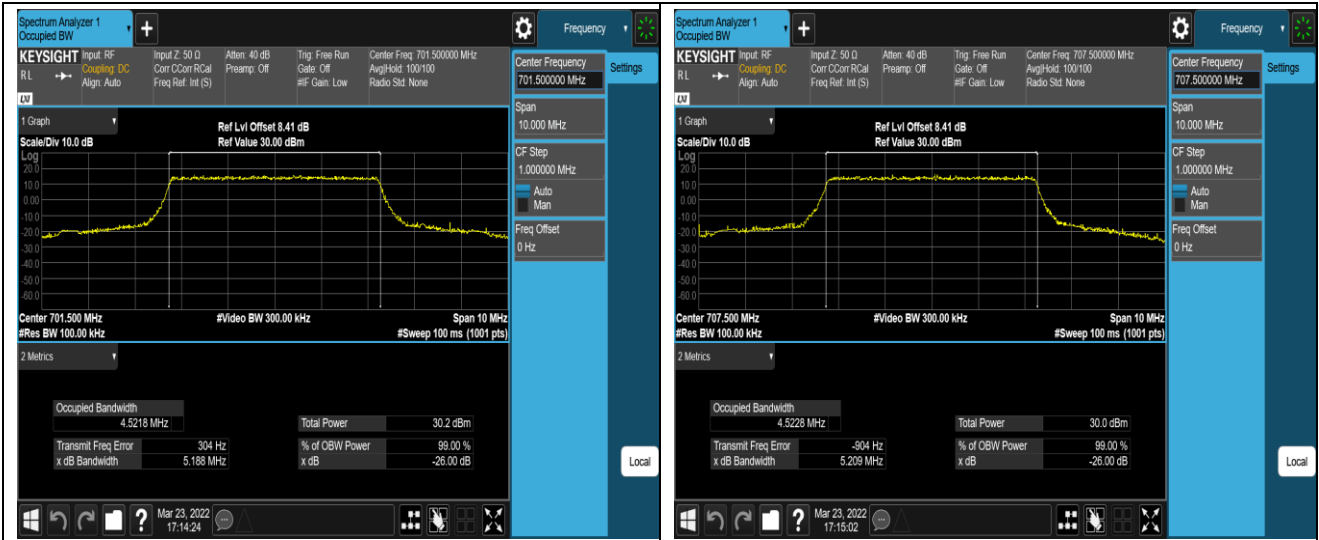 Spectrum Analyzer 1
Occupied BW
+
Frequency
KEYSIGHT Input: RF Input Z: 50 Ω Atten: 40 dB Trig: Free Run Center Freq: 701.500000 MHz
Coupling: DC Corr CCorr RCal Preamp: Off Gate: Off Avg|Hold: 100/100
RL Align: Auto Freq Ref: Int (S) #IF Gain: Low Radio Std: None
LXI
Center Frequency
701.500000 MHz
Settings
Span
10.000 MHz
CF Step
1.000000 MHz
Auto
Man
Freq Offset
0 Hz
1 Graph
Ref Lvl Offset 8.41 dB
Scale/Div 10.0 dB Ref Value 30.00 dBm
Log
20.0
10.0
0.00
-10.0
-20.0
-30.0
-40.0
-50.0
-60.0
Center 701.500 MHz #Video BW 300.00 kHz Span 10 MHz
#Res BW 100.00 kHz #Sweep 100 ms (1001 pts)
2 Metrics
Occupied Bandwidth
4.5218 MHz Total Power 30.2 dBm
Transmit Freq Error 304 Hz % of OBW Power 99.00 %
x dB Bandwidth 5.188 MHz x dB -26.00 dB
Local
? Mar 23, 2022
17:14:24
Spectrum Analyzer 1
Occupied BW
+
Frequency
KEYSIGHT Input: RF Input Z: 50 Ω Atten: 40 dB Trig: Free Run Center Freq: 707.500000 MHz
Coupling: DC Corr CCorr RCal Preamp: Off Gate: Off Avg|Hold: 100/100
RL Align: Auto Freq Ref: Int (S) #IF Gain: Low Radio Std: None
LXI
Center Frequency
707.500000 MHz
Settings
Span
10.000 MHz
CF Step
1.000000 MHz
Auto
Man
Freq Offset
0 Hz
1 Graph
Ref Lvl Offset 8.41 dB
Scale/Div 10.0 dB Ref Value 30.00 dBm
Log
20.0
10.0
0.00
-10.0
-20.0
-30.0
-40.0
-50.0
-60.0
Center 707.500 MHz #Video BW 300.00 kHz Span 10 MHz
#Res BW 100.00 kHz #Sweep 100 ms (1001 pts)
2 Metrics
Occupied Bandwidth
4.5228 MHz Total Power 30.0 dBm
Transmit Freq Error -904 Hz % of OBW Power 99.00 %
x dB Bandwidth 5.209 MHz x dB -26.00 dB
Local
? Mar 23, 2022
17:15:02